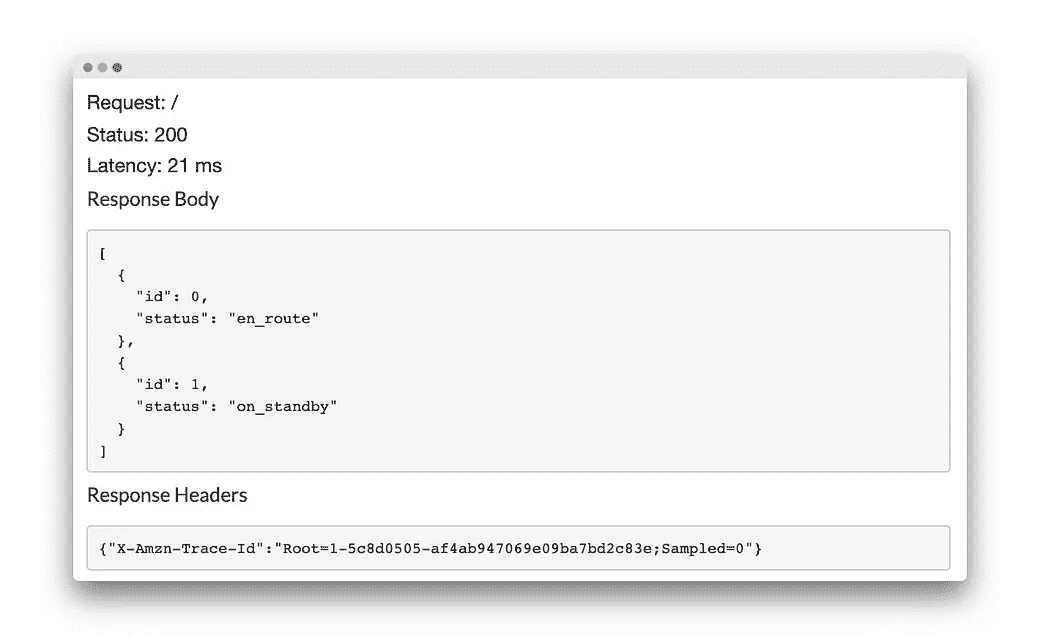 Request: /
Status: 200
Latency: 21 ms
Response Body
[
  {
    "id": 0,
    "status": "en_route"
  },
  {
    "id": 1,
    "status": "on_standby"
  }
]
Response Headers
{"X-Amzn-Trace-Id":"Root=1-5c8d0505-af4ab947069e09ba7bd2c83e;Sampled=0"}